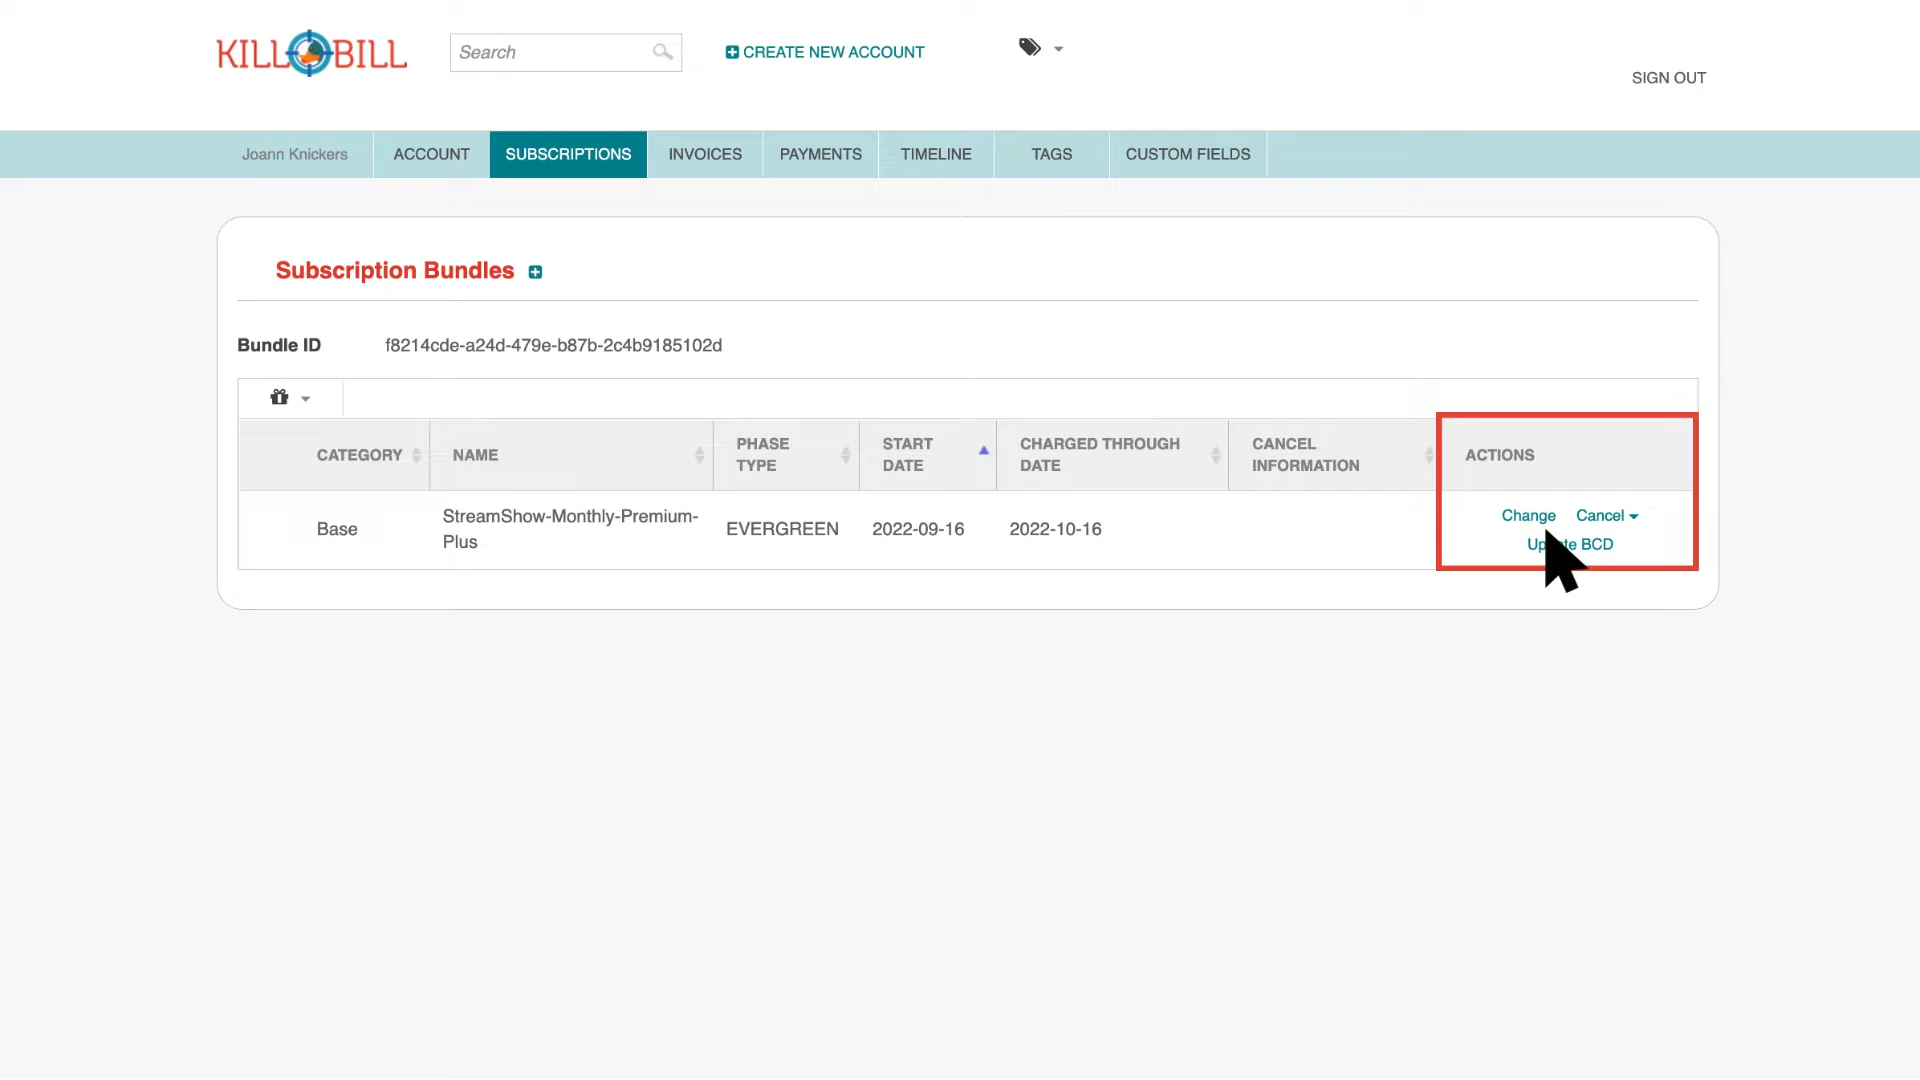 KILL BILL
Search
CREATE NEW ACCOUNT
SIGN OUT
Joann Knickers
ACCOUNT
SUBSCRIPTIONS
INVOICES
PAYMENTS
TIMELINE
TAGS
CUSTOM FIELDS
Subscription Bundles
Bundle ID
f8214cde-a24d-479e-b87b-2c4b9185102d
CATEGORY
NAME
PHASE
TYPE
START
DATE
CHARGED THROUGH
DATE
CANCEL
INFORMATION
ACTIONS
Base
StreamShow-Monthly-Premium-
Plus
EVERGREEN
2022-09-16
2022-10-16
Change
Cancel
BCD